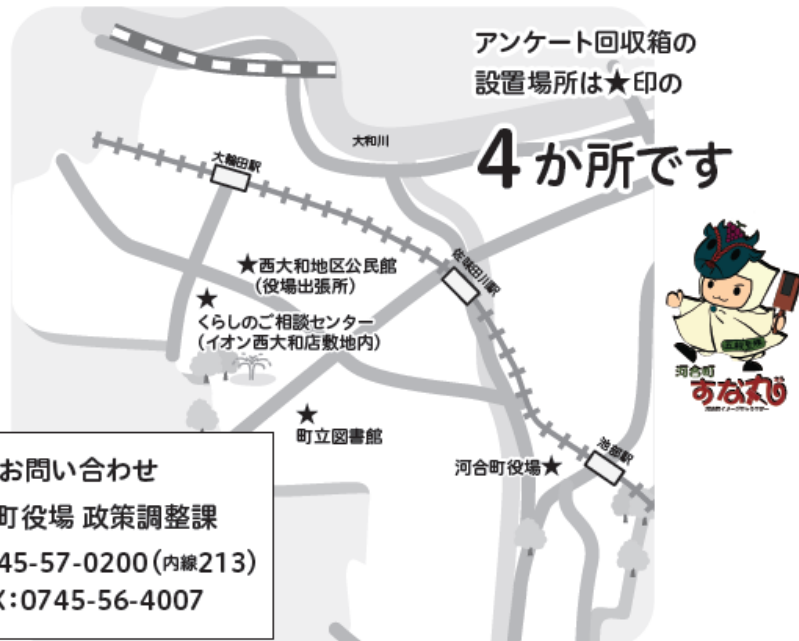 アンケート回収箱の
設置場所は★印の
4か所です
大和川
大輪田駅
佐味田川駅
★西大和地区公民館
(役場出張所)
★
くらしのご相談センター
(イオン西大和店敷地内)
★
町立図書館
河合町役場★
池部駅
河合町
すな丸
お問い合わせ
町役場 政策調整課
45-57-0200(内線213)
X:0745-56-4007